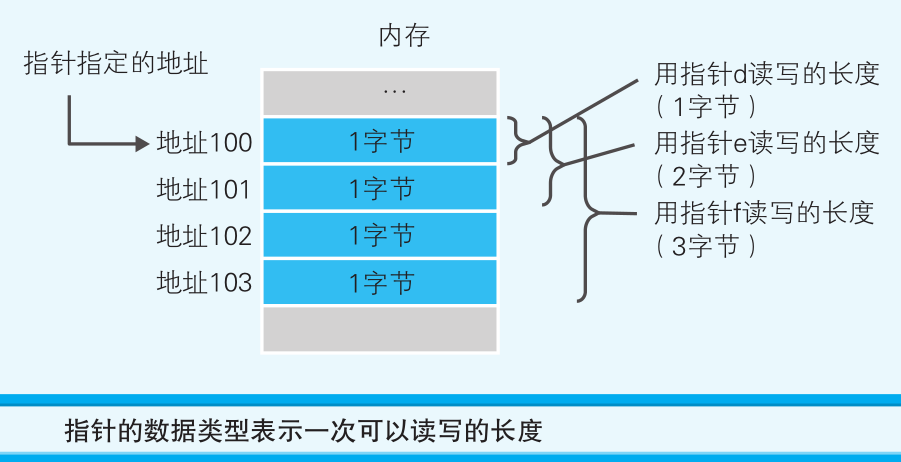 内存
指针指定的地址
…
地址100
1字节
地址101
1字节
地址102
1字节
地址103
1字节
用指针d读写的长度
（1字节）
用指针e读写的长度
（2字节）
用指针f读写的长度
（3字节）
指针的数据类型表示一次可以读写的长度